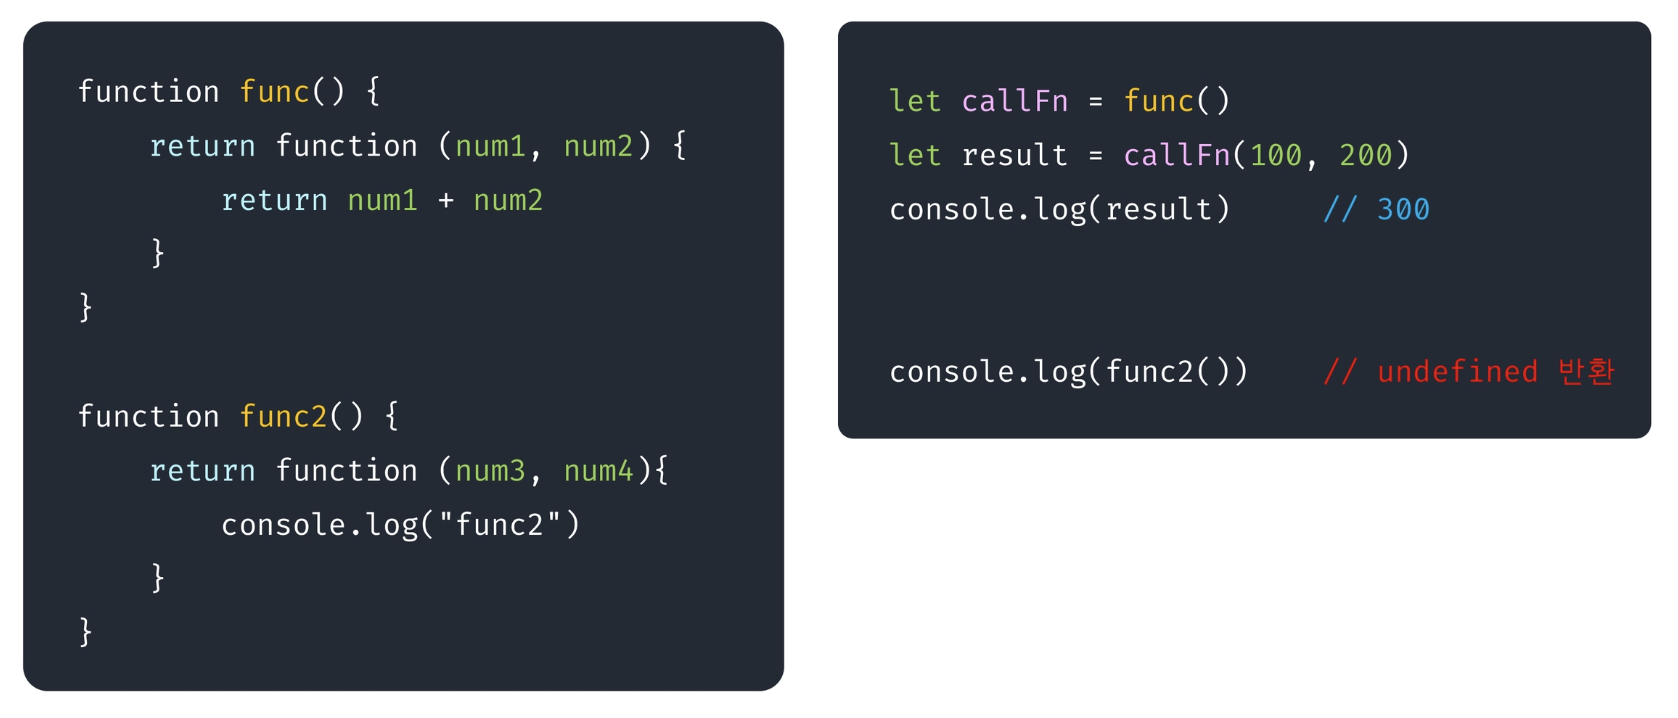 function func() {
    return function (num1, num2) {
        return num1 + num2
    }
}
function func2() {
    return function (num3, num4){
        console.log("func2")
    }
}
let callFn = func()
let result = callFn(100, 200)
console.log(result)     // 300
console.log(func2())    // undefined 반환